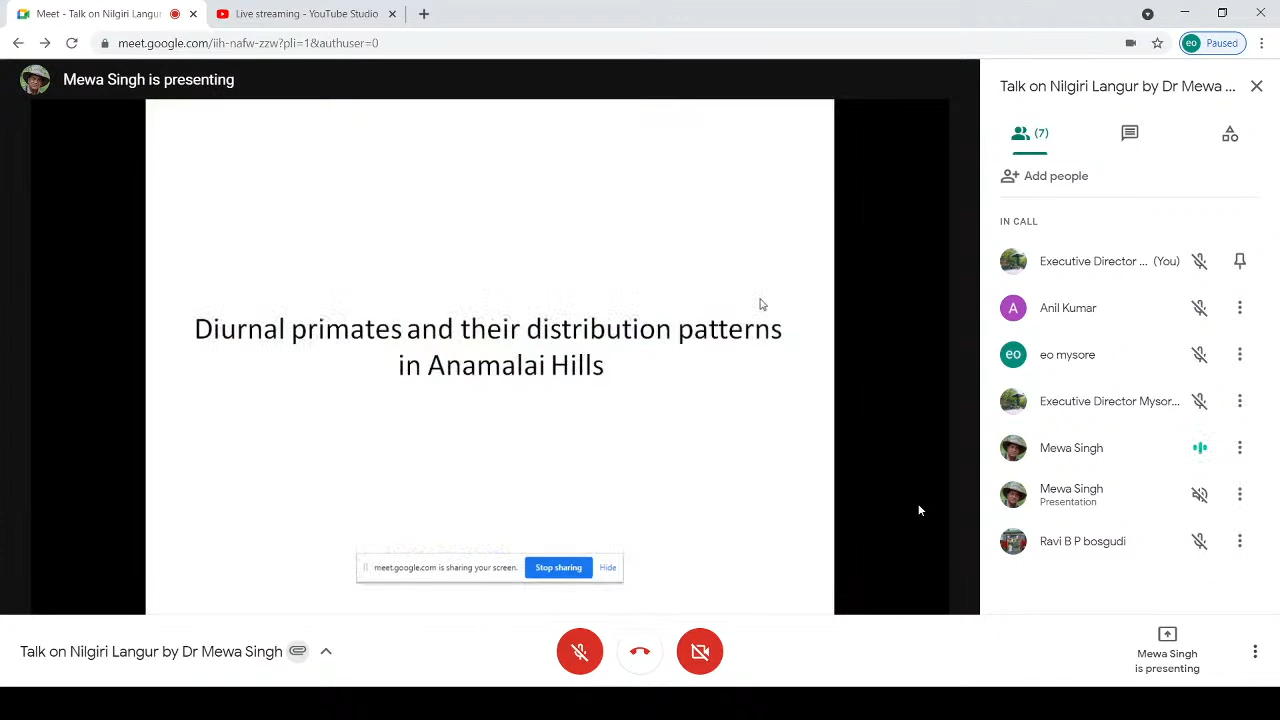 Meet - Talk on Nilgiri Langur
Live streaming - YouTube Studio
meet.google.com/iih-nafw-zzw?pli=1&authuser=0
eo Paused
Mewa Singh is presenting
Talk on Nilgiri Langur by Dr Mewa ...
(7)
Add people
IN CALL
Executive Director ... (You)
A Anil Kumar
eo eo mysore
Executive Director Mysor...
Mewa Singh
Mewa Singh
Presentation
Ravi B P bosgudi
Diurnal primates and their distribution patterns
in Anamalai Hills
meet.google.com is sharing your screen. Stop sharing Hide
Talk on Nilgiri Langur by Dr Mewa Singh
Mewa Singh
is presenting